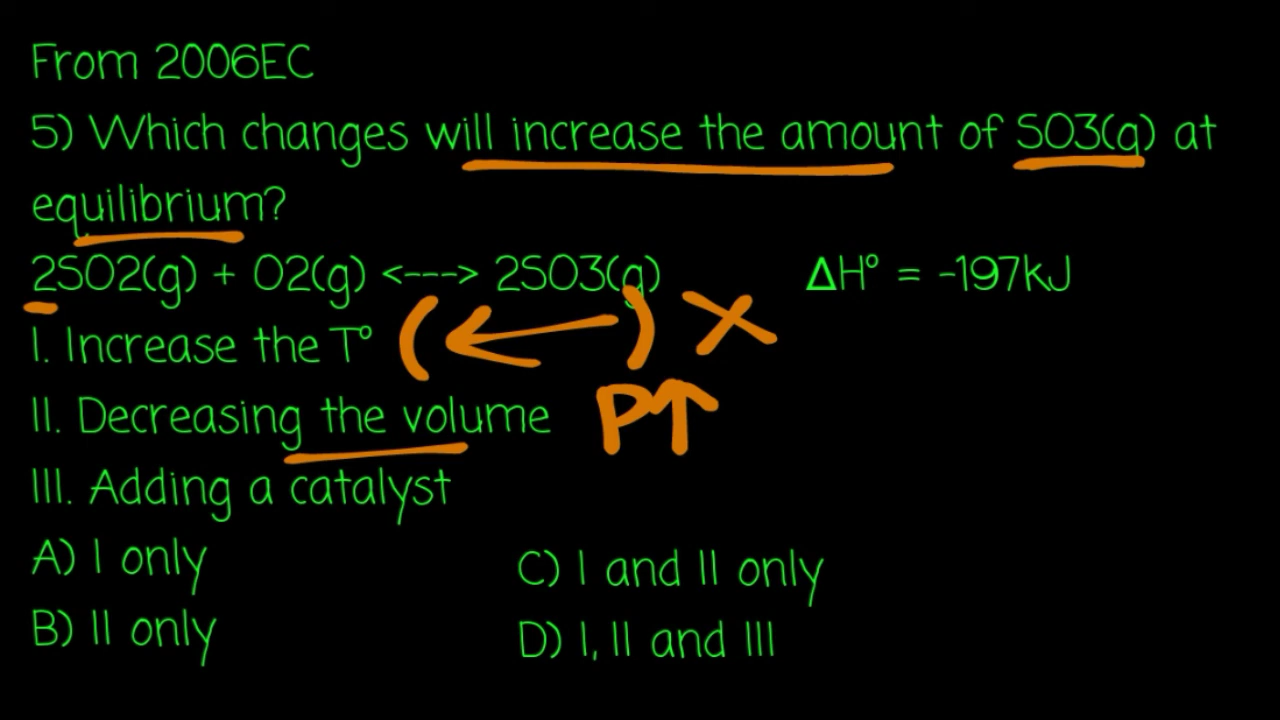 From 2006EC
5) Which changes will increase the amount of SO3(g) at
equilibrium?
2SO2(g) + O2(g) <---> 2SO3(g) ΔH° = -197kJ
I. Increase the T° ( ← ) X
II. Decreasing the volume P↑
III. Adding a catalyst
A) I only
C) I and II only
B) II only
D) I, II and III